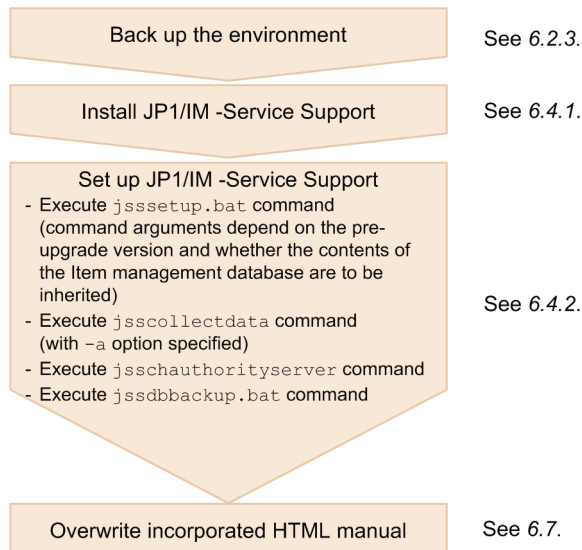 Back up the environment
See 6.2.3.
Install JP1/IM -Service Support
See 6.4.1.
Set up JP1/IM -Service Support
- Execute jsssetup.bat command
(command arguments depend on the pre-
upgrade version and whether the contents of
the Item management database are to be
inherited)
- Execute jsscollectdata command
(with -a option specified)
- Execute jsschauthorityserver command
- Execute jssdbbackup.bat command
See 6.4.2.
Overwrite incorporated HTML manual
See 6.7.